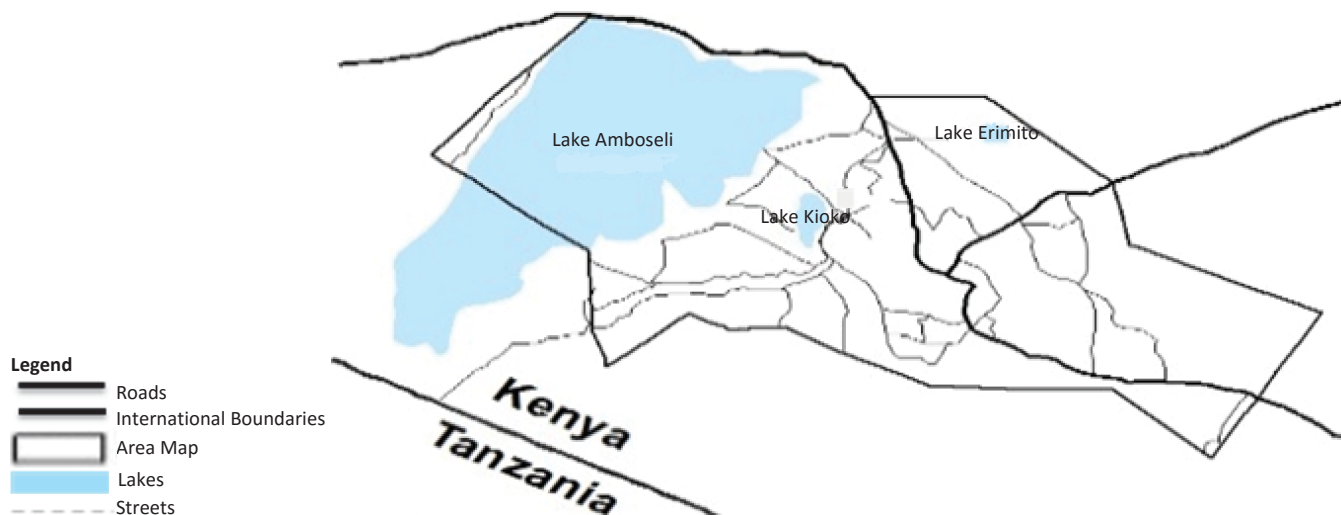 Lake Amboseli
Lake Erimito
Lake Kioko
Kenya
Tanzania
Legend
Roads
International Boundaries
Area Map
Lakes
Streets